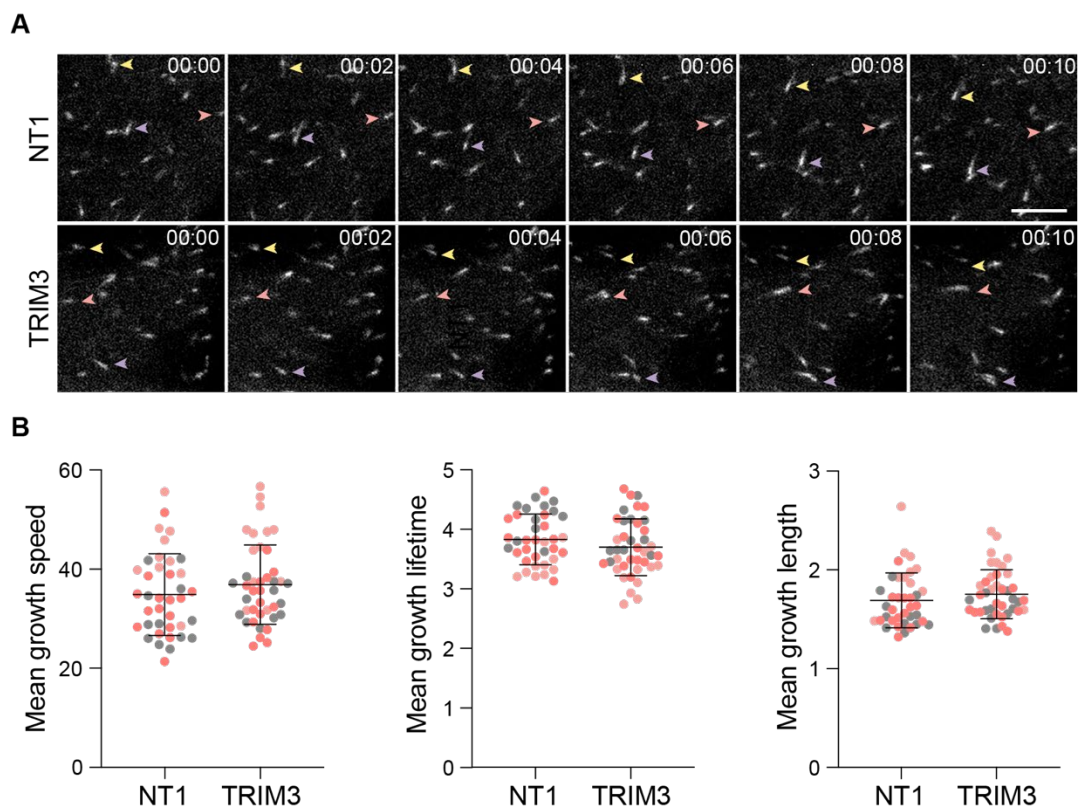 A
NT1
00:00 00:02 00:04 00:06 00:08 00:10
TRIM3
00:00 00:02 00:04 00:06 00:08 00:10
B
Mean growth speed
60
40
20
0
NT1 TRIM3
Mean growth lifetime
5
4
3
2
1
0
NT1 TRIM3
Mean growth length
3
2
1
0
NT1 TRIM3